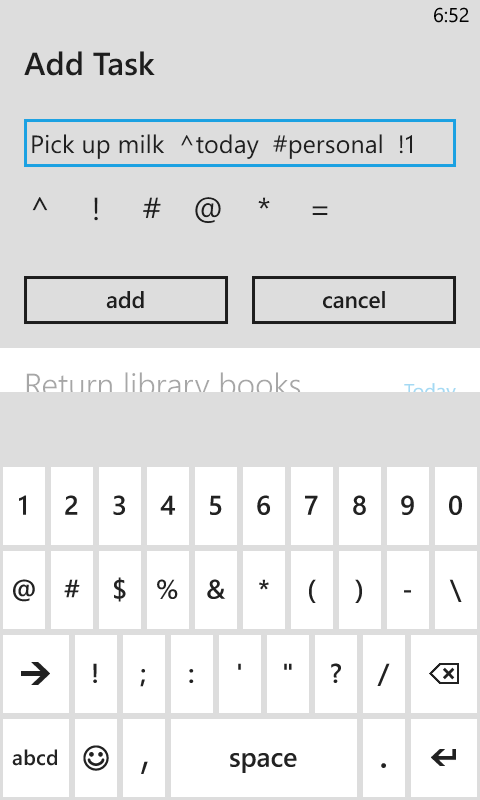 6:52
Add Task
Pick up milk ^today #personal !1
^ ! # @ * =
add cancel
Return library books Today
1 2 3 4 5 6 7 8 9 0
@ # $ % & * ( ) - \
! ; : ' " ? /
abcd , space .